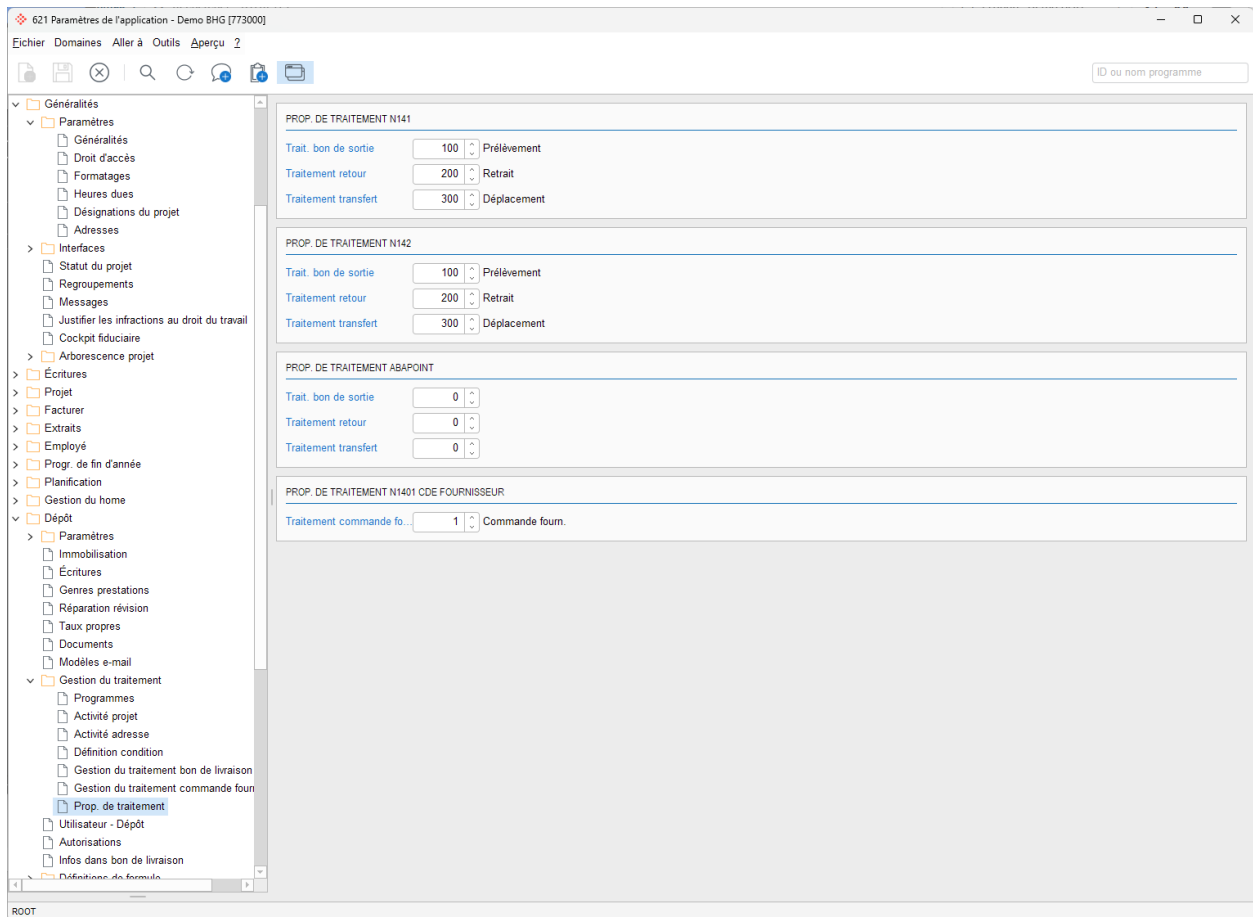 621 Paramètres de l'application - Demo BHG [773000]
Fichier Domaines Aller à Outils Aperçu ?
ID ou nom programme
Généralités
Paramètres
Généralités
Droit d'accès
Formatages
Heures dues
Désignations du projet
Adresses
Interfaces
Statut du projet
Regroupements
Messages
Justifier les infractions au droit du travail
Cockpit fiduciaire
Arborescence projet
Écritures
Projet
Facturer
Extraits
Employé
Progr. de fin d'année
Planification
Gestion du home
Dépôt
Paramètres
Immobilisation
Écritures
Genres prestations
Réparation révision
Taux propres
Documents
Modèles e-mail
Gestion du traitement
Programmes
Activité projet
Activité adresse
Définition condition
Gestion du traitement bon de livraison
Gestion du traitement commande fourn
Prop. de traitement
Utilisateur - Dépôt
Autorisations
Infos dans bon de livraison
Définitions de formule
PROP. DE TRAITEMENT N141
Trait. bon de sortie 100 Prélèvement
Traitement retour 200 Retrait
Traitement transfert 300 Déplacement
PROP. DE TRAITEMENT N142
Trait. bon de sortie 100 Prélèvement
Traitement retour 200 Retrait
Traitement transfert 300 Déplacement
PROP. DE TRAITEMENT ABAPOINT
Trait. bon de sortie 0
Traitement retour 0
Traitement transfert 0
PROP. DE TRAITEMENT N1401 CDE FOURNISSEUR
Traitement commande fo... 1 Commande fourn.
ROOT